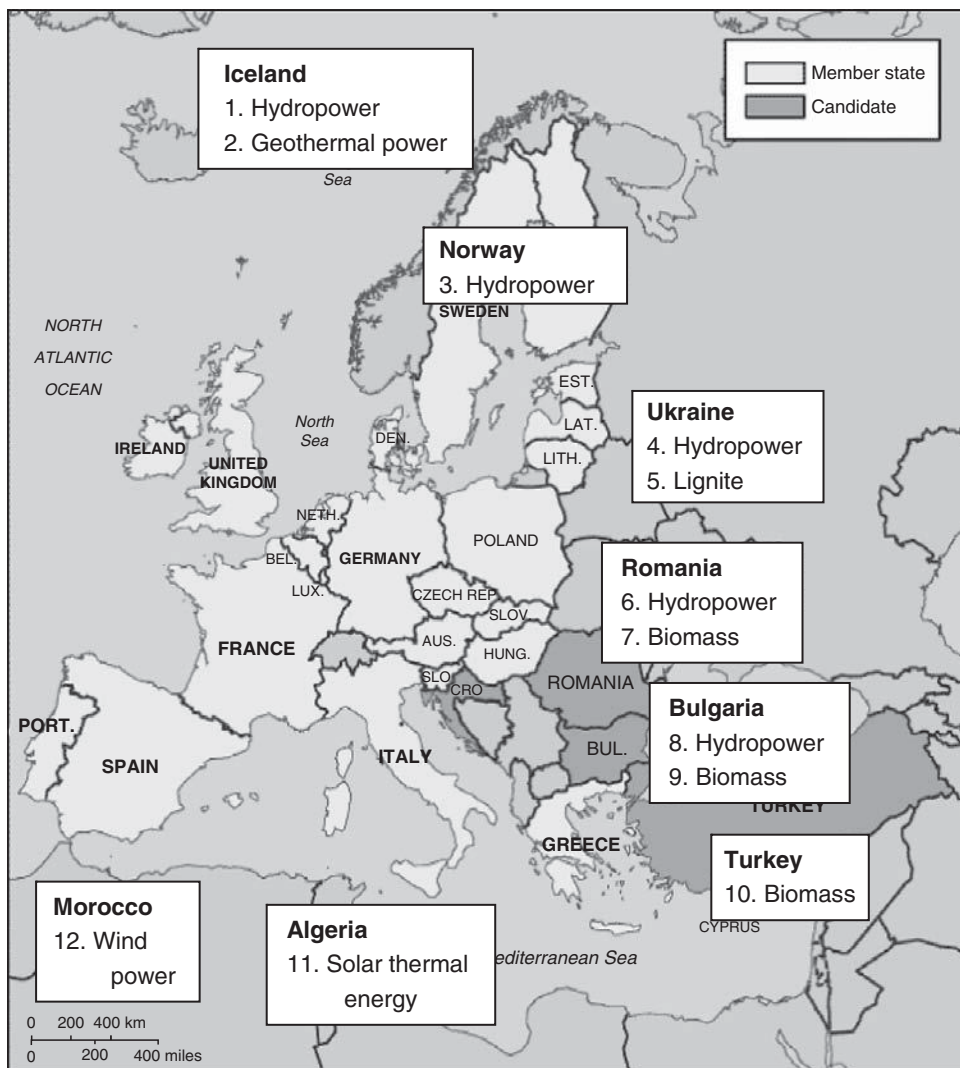 Iceland
1. Hydropower
2. Geothermal power
Member state
Candidate
Sea
Norway
3. Hydropower
SWEDEN
NORTH
ATLANTIC
OCEAN
North
Sea
EST.
LAT.
LITH.
DEN.
Ukraine
4. Hydropower
5. Lignite
IRELAND
UNITED
KINGDOM
NETH.
BEL.
LUX.
GERMANY
POLAND
CZECH REP
SLOV.
Romania
6. Hydropower
7. Biomass
FRANCE
AUS.
HUNG.
SLO
CRO
ROMANIA
BUL.
Bulgaria
8. Hydropower
9. Biomass
PORT.
SPAIN
ITALY
GREECE
TURKEY
Turkey
10. Biomass
CYPRUS
Morocco
12. Wind
power
Algeria
11. Solar thermal
energy
editerranean Sea
0 200 400 km
0 200 400 miles